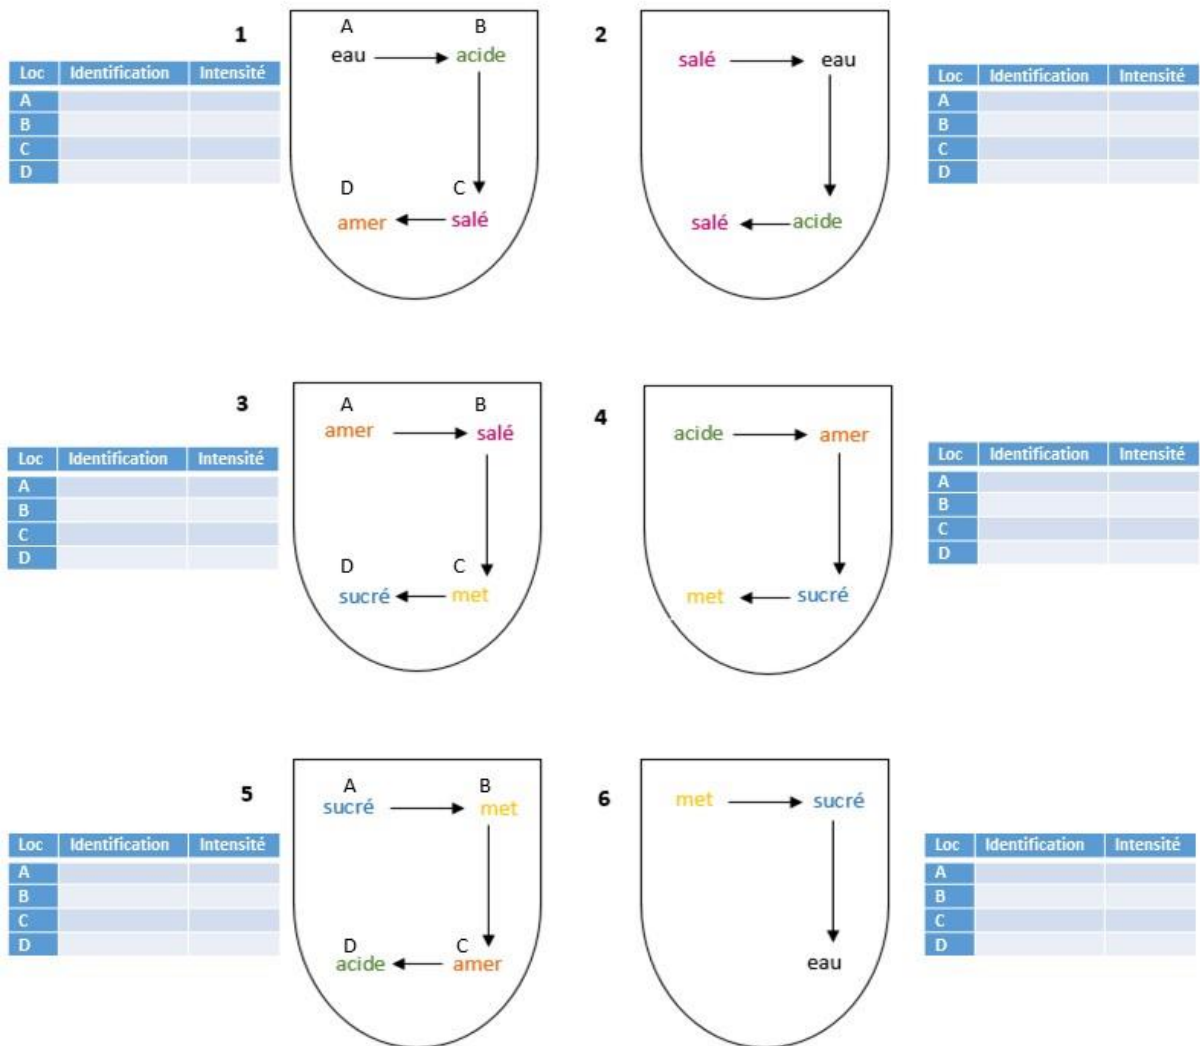 1
A B
eau acide
D C
amer salé
Loc Identification Intensité
A
B
C
D
2
salé eau
salé acide
Loc Identification Intensité
A
B
C
D
3
A B
amer salé
D C
sucré met
Loc Identification Intensité
A
B
C
D
4
acide amer
met sucré
Loc Identification Intensité
A
B
C
D
5
A B
sucré met
D C
acide amer
Loc Identification Intensité
A
B
C
D
6
met sucré
eau
Loc Identification Intensité
A
B
C
D